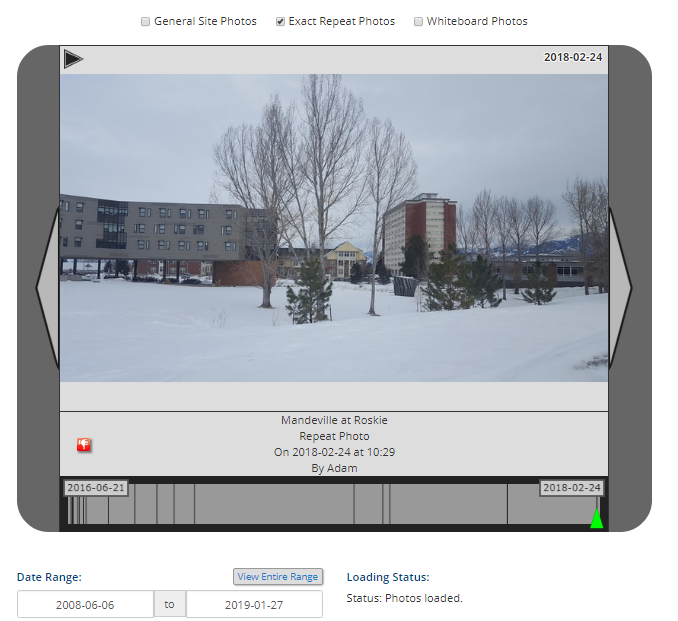 General Site Photos Exact Repeat Photos Whiteboard Photos
2018-02-24
Mandeville at Roskie
Repeat Photo
On 2018-02-24 at 10:29
By Adam
2016-06-21 2018-02-24
Date Range: View Entire Range Loading Status:
2008-06-06 to 2019-01-27 Status: Photos loaded.